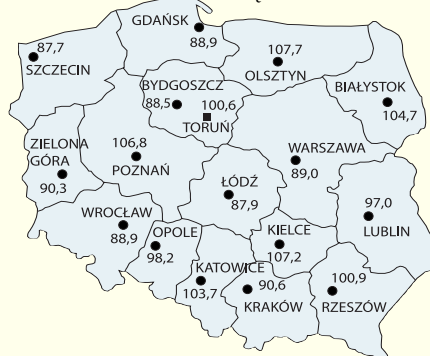 GDAŃSK
88,9
87,7
SZCZECIN
107,7
OLSZTYN
BIAŁYSTOK
104,7
BYDGOSZCZ
88,5
100,6
TORUŃ
ZIELONA
GÓRA
90,3
106,8
POZNAŃ
WARSZAWA
89,0
ŁÓDŹ
87,9
97,0
LUBLIN
WROCŁAW
88,9
OPOLE
98,2
KIELCE
107,2
KATOWICE
103,7
90,6
KRAKÓW
100,9
RZESZÓW